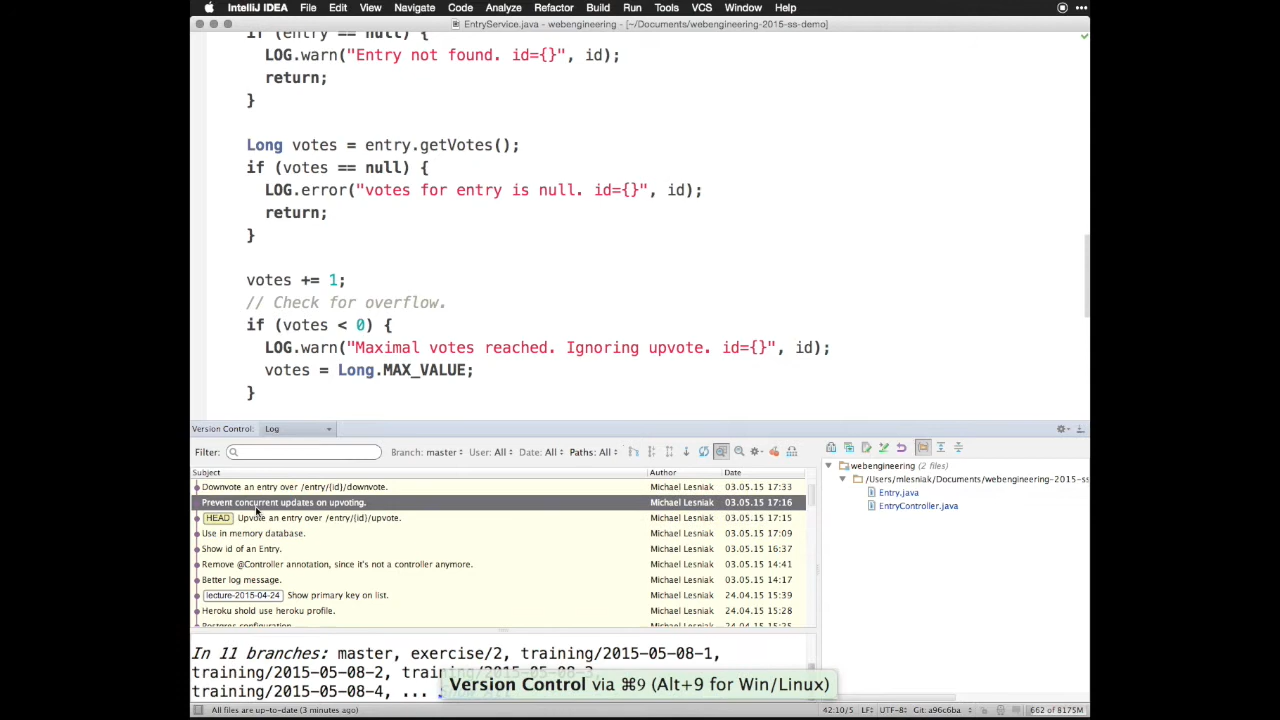 IntelliJ IDEA File Edit View Navigate Code Analyze Refactor Build Run Tools VCS Window Help
EntryService.java - webengineering - [~/Documents/webengineering-2015-ss-demo]
if (entry == null) {
LOG.warn("Entry not found. id={}", id);
return;
}
Long votes = entry.getVotes();
if (votes == null) {
LOG.error("votes for entry is null. id={}", id);
return;
}
votes += 1;
// Check for overflow.
if (votes < 0) {
LOG.warn("Maximal votes reached. Ignoring upvote. id={}", id);
votes = Long.MAX_VALUE;
}
Version Control: Log
Filter: Branch: master User: All Date: All Paths: All
Subject Author Date
Downvote an entry over /entry/{id}/downvote. Michael Lesniak 03.05.15 17:33
Prevent concurrent updates on upvoting. Michael Lesniak 03.05.15 17:16
HEAD Upvote an entry over /entry/{id}/upvote. Michael Lesniak 03.05.15 17:15
Use in memory database. Michael Lesniak 03.05.15 17:09
Show id of an Entry. Michael Lesniak 03.05.15 16:37
Remove @Controller annotation, since it's not a controller anymore. Michael Lesniak 03.05.15 14:41
Better log message. Michael Lesniak 03.05.15 14:17
lecture-2015-04-24 Show primary key on list. Michael Lesniak 24.04.15 15:39
Heroku shold use heroku profile. Michael Lesniak 24.04.15 15:28
Postgres configuration. Michael Lesniak 24.04.15 15:25
webengineering (2 files)
/Users/mlesniak/Documents/webengineering-2015-ss
Entry.java
EntryController.java
In 11 branches: master, exercise/2, training/2015-05-08-1,
training/2015-05-08-2, training/2015-05-08-3,
training/2015-05-08-4, ...
Version Control via ⌘9 (Alt+9 for Win/Linux)
All files are up-to-date (3 minutes ago) 42:10/5 LF: UTF-8: Git: a96c6ba 662 of 8175M